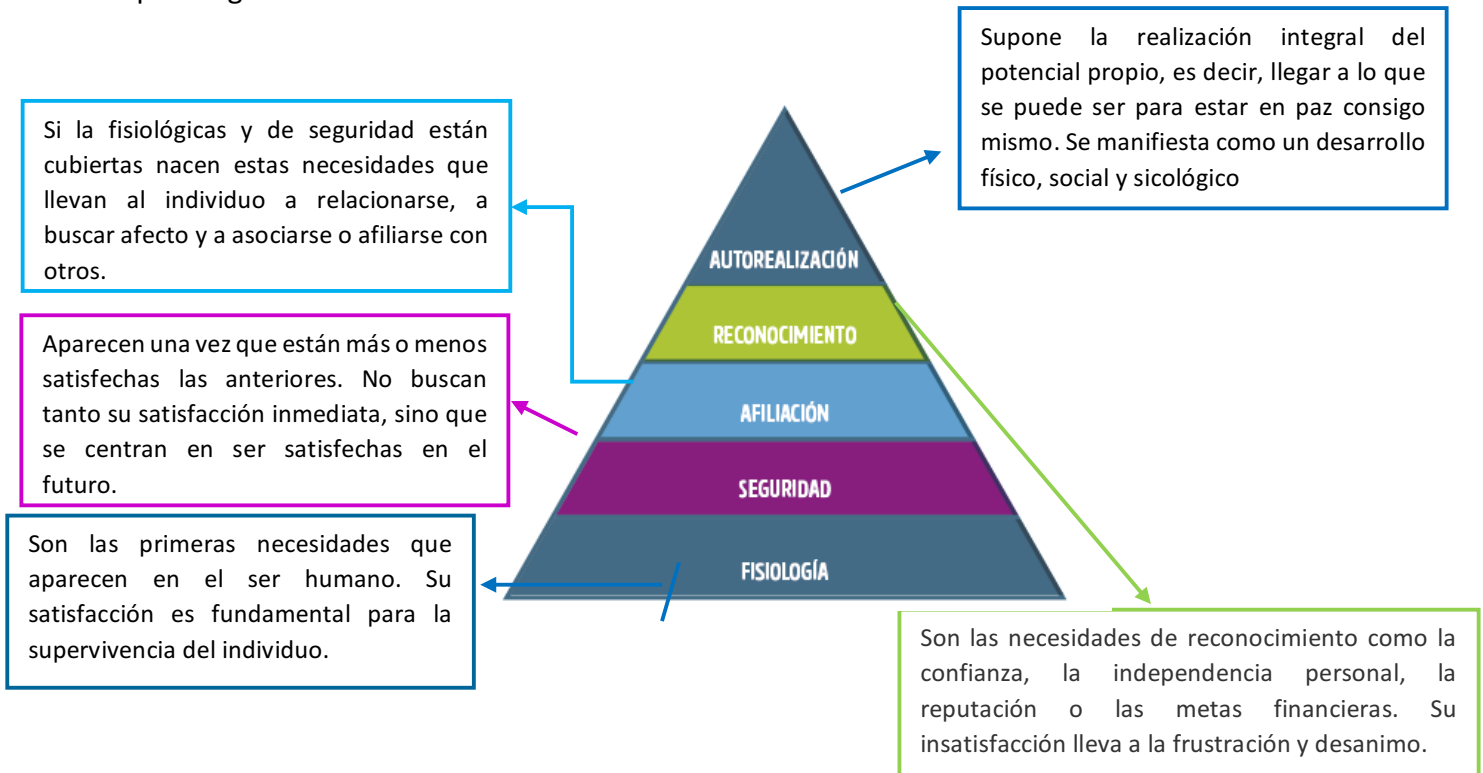 Supone la realización integral del
potencial propio, es decir, llegar a lo que
se puede ser para estar en paz consigo
mismo. Se manifiesta como un desarrollo
físico, social y sicológico
Si la fisiológicas y de seguridad están
cubiertas nacen estas necesidades que
llevan al individuo a relacionarse, a
buscar afecto y a asociarse o afiliarse con
otros.
AUTOREALIZACIÓN
RECONOCIMIENTO
AFILIACIÓN
SEGURIDAD
FISIOLOGÍA
Aparecen una vez que están más o menos
satisfechas las anteriores. No buscan
tanto su satisfacción inmediata, sino que
se centran en ser satisfechas en el
futuro.
Son las primeras necesidades que
aparecen en el ser humano. Su
satisfacción es fundamental para la
supervivencia del individuo.
Son las necesidades de reconocimiento como la
confianza, la independencia personal, la
reputación o las metas financieras. Su
insatisfacción lleva a la frustración y desanimo.